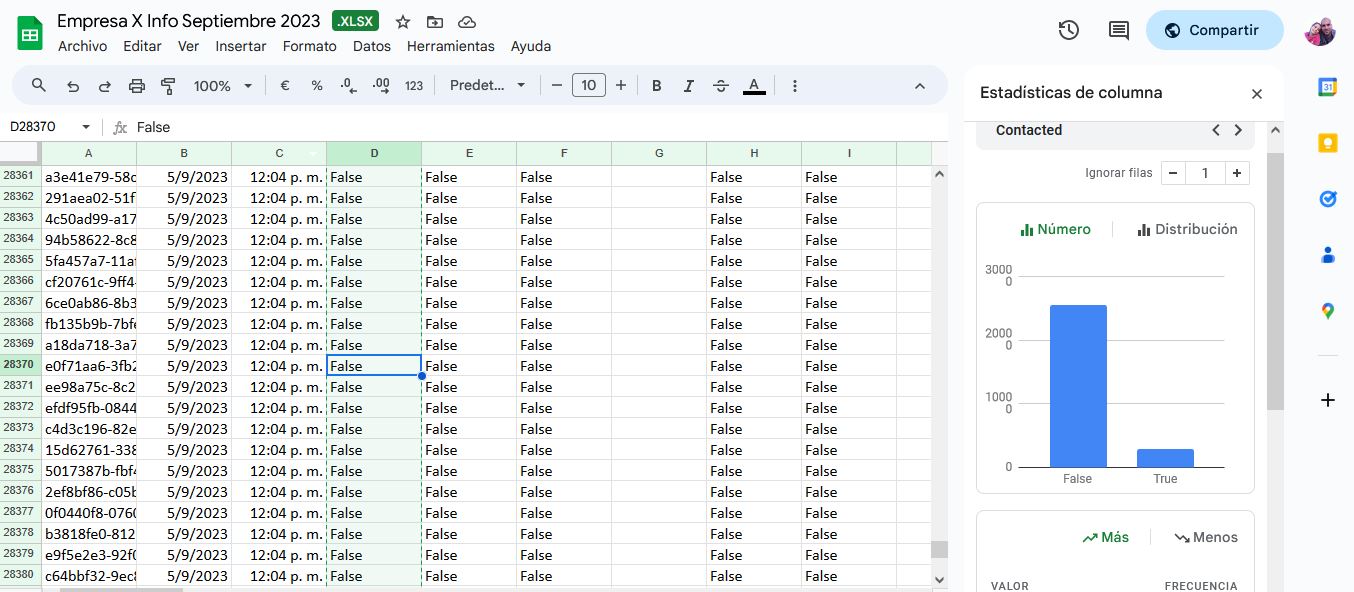 Empresa X Info Septiembre 2023 .XLSX
Archivo Editar Ver Insertar Formato Datos Herramientas Ayuda
Compartir
100% € % .0 .00 123 Predet... − 10 + B I S A
Estadísticas de columna
D28370 fx False
Contacted
A B C D E F G H I
28361 a3e41e79-58c 5/9/2023 12:04 p. m. False False False False False
28362 291aea02-51f 5/9/2023 12:04 p. m. False False False False False
28363 4c50ad99-a17 5/9/2023 12:04 p. m. False False False False False
28364 94b58622-8c8 5/9/2023 12:04 p. m. False False False False False
28365 5fa457a7-11a 5/9/2023 12:04 p. m. False False False False False
28366 cf20761c-9ff4- 5/9/2023 12:04 p. m. False False False False False
28367 6ce0ab86-8b3 5/9/2023 12:04 p. m. False False False False False
28368 fb135b9b-7bf 5/9/2023 12:04 p. m. False False False False False
28369 a18da718-3a7 5/9/2023 12:04 p. m. False False False False False
28370 e0f71aa6-3fb2 5/9/2023 12:04 p. m. False False False False False
28371 ee98a75c-8c2 5/9/2023 12:04 p. m. False False False False False
28372 efdf95fb-0844 5/9/2023 12:04 p. m. False False False False False
28373 c4d3c196-82e 5/9/2023 12:04 p. m. False False False False False
28374 15d62761-338 5/9/2023 12:04 p. m. False False False False False
28375 5017387b-fbf4 5/9/2023 12:04 p. m. False False False False False
28376 2ef8bf86-c05b 5/9/2023 12:04 p. m. False False False False False
28377 0f0440f8-0760 5/9/2023 12:04 p. m. False False False False False
28378 b3818fe0-812 5/9/2023 12:04 p. m. False False False False False
28379 e9f5e2e3-92f0 5/9/2023 12:04 p. m. False False False False False
28380 c64bbf32-9ec8 5/9/2023 12:04 p. m. False False False False False
Ignorar filas − 1 +
Número Distribución
3000
0
2000
0
1000
0
0
False True
Más Menos
VALOR FRECUENCIA
31